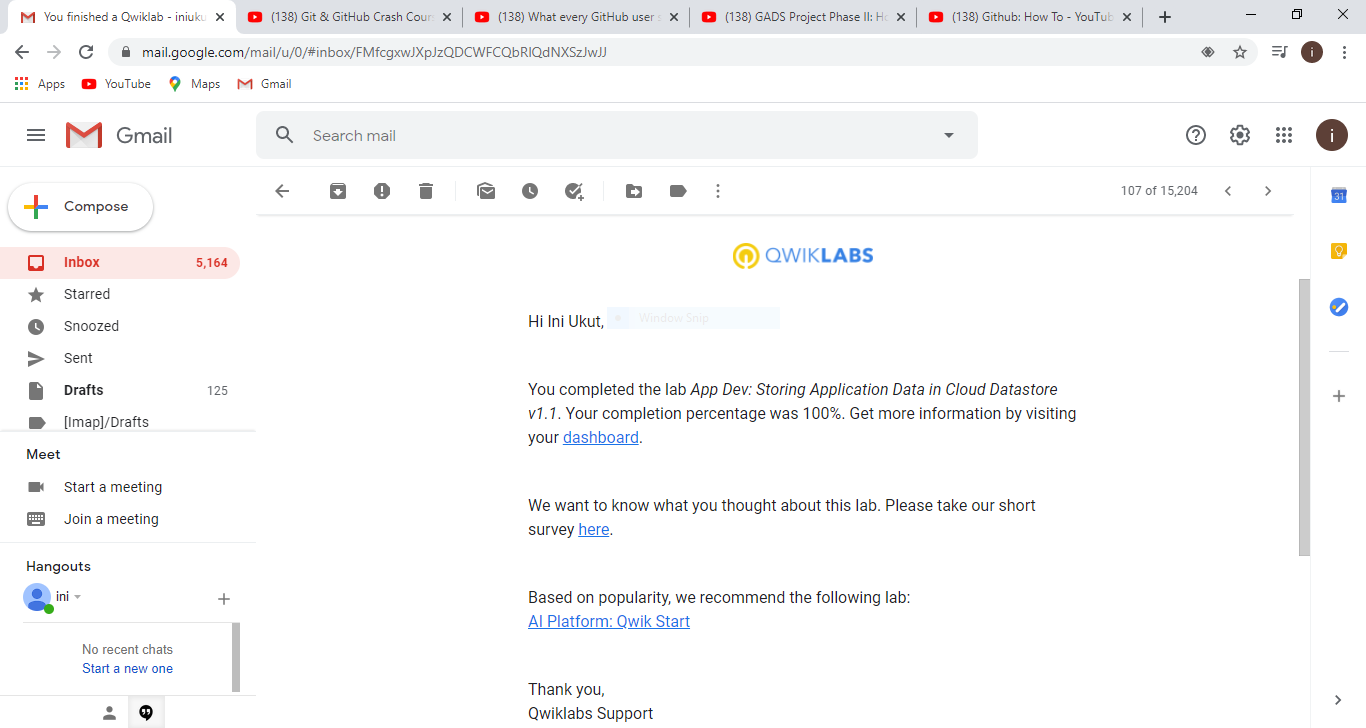 You finished a Qwiklab - iniuku
(138) Git & GitHub Crash Cour
(138) What every GitHub user s
(138) GADS Project Phase II: Ho
(138) Github: How To - YouTub
mail.google.com/mail/u/0/#inbox/FMfcgxwJXpJzQDCWFCQbRlQdNXSzJwJJ
i
Apps
YouTube
Maps
Gmail
Gmail
Search mail
i
Compose
107 of 15,204
31
Inbox 5,164
Starred
Snoozed
Sent
Drafts 125
[Imap]/Drafts
Meet
Start a meeting
Join a meeting
Hangouts
ini
No recent chats
Start a new one
QWIKLABS
Hi Ini Ukut,
Window Snip
You completed the lab App Dev: Storing Application Data in Cloud Datastore
v1.1. Your completion percentage was 100%. Get more information by visiting
your dashboard.
We want to know what you thought about this lab. Please take our short
survey here.
Based on popularity, we recommend the following lab:
AI Platform: Qwik Start
Thank you,
Qwiklabs Support